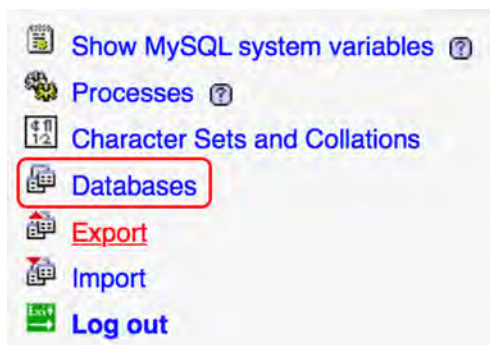 Show MySQL system variables
Processes
Character Sets and Collations
Databases
Export
Import
Log out